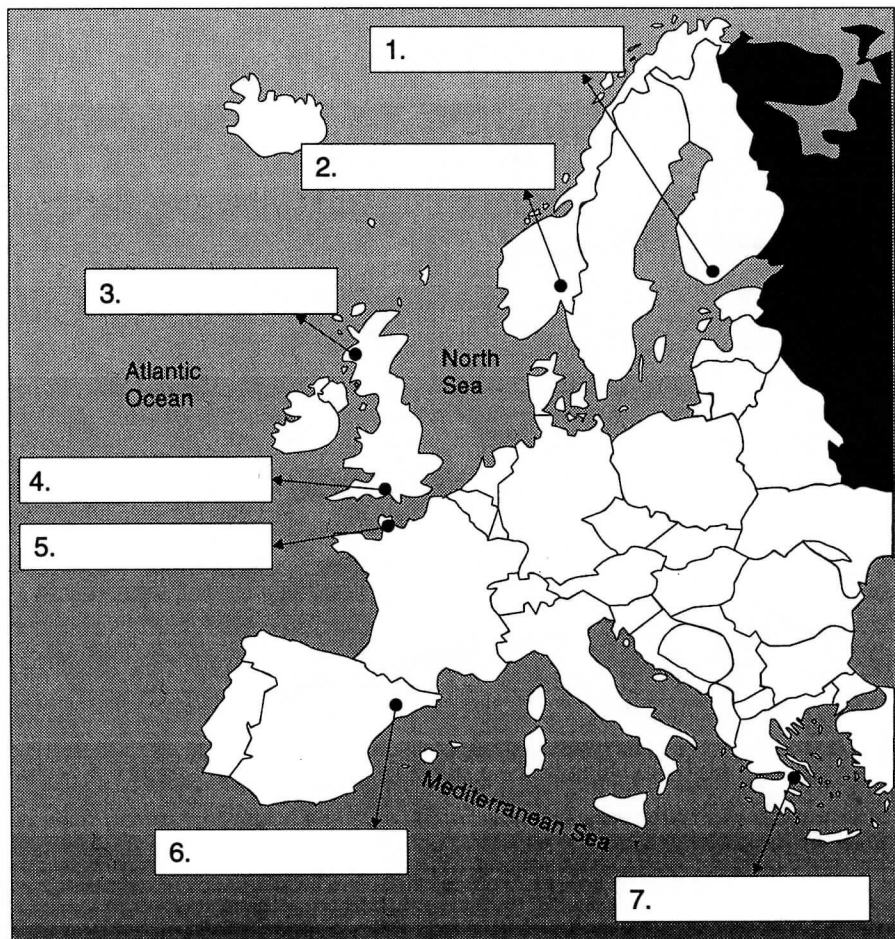 1.
2.
3.
North
Sea
Atlantic
Ocean
4.
5.
Mediterranean Sea
6.
7.